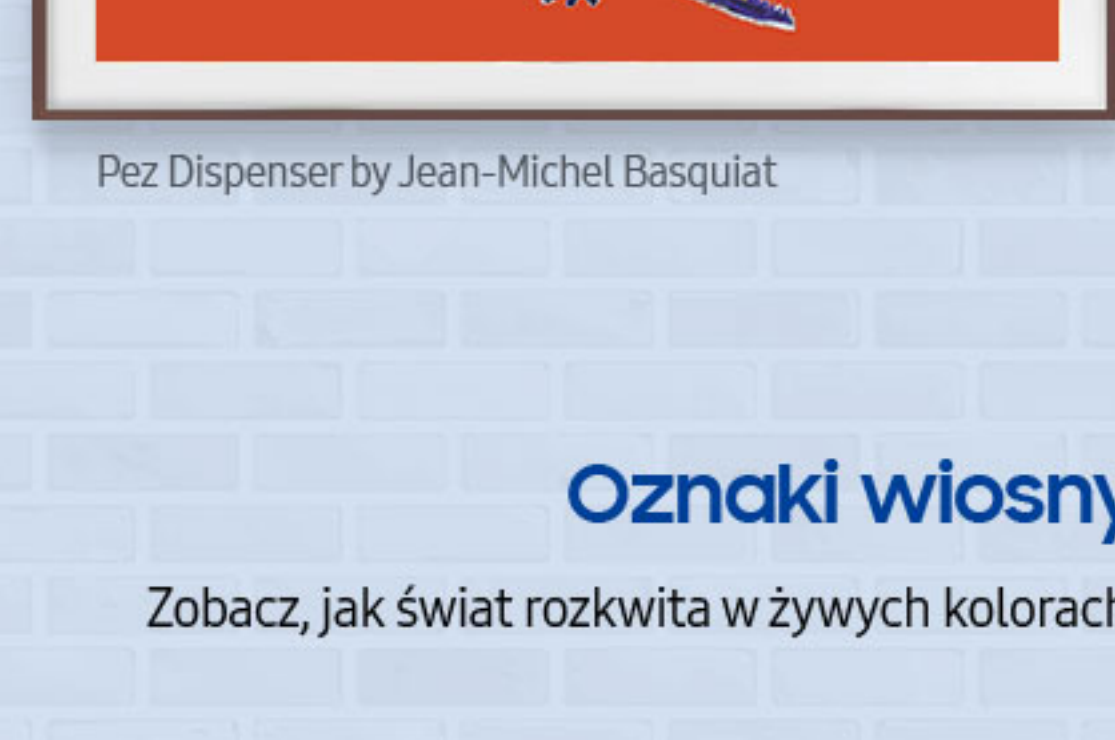 Pez Dispenser by Jean-Michel Basquiat
Oznaki wiosny
Zobacz, jak świat rozkwita w żywych kolorach